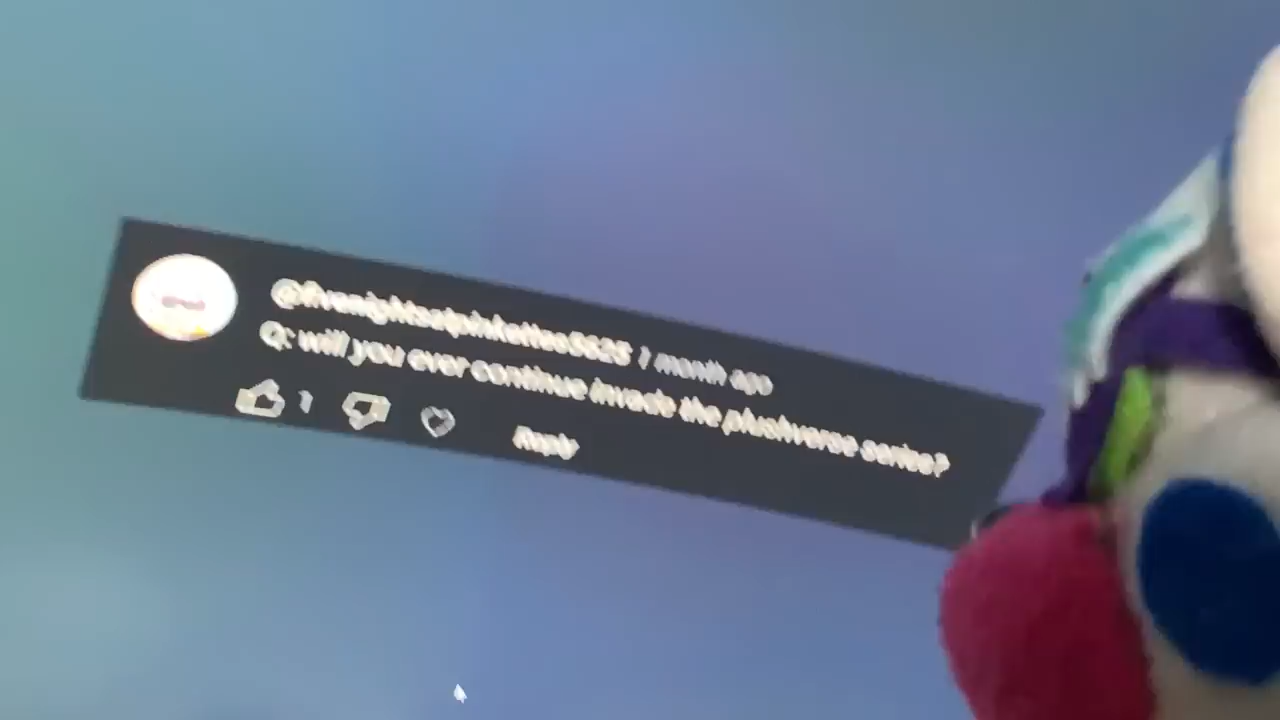 1 month ago
Q: will you ever continue invade the plushverse series?
1
Reply